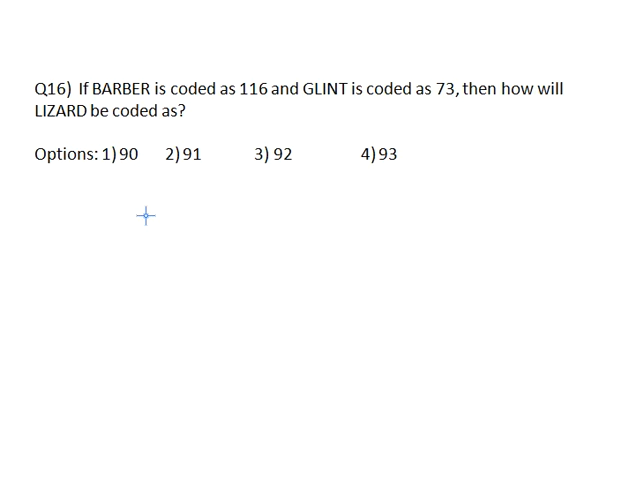 Q16) If BARBER is coded as 116 and GLINT is coded as 73, then how will
LIZARD be coded as?
Options: 1) 90 2) 91 3) 92 4) 93